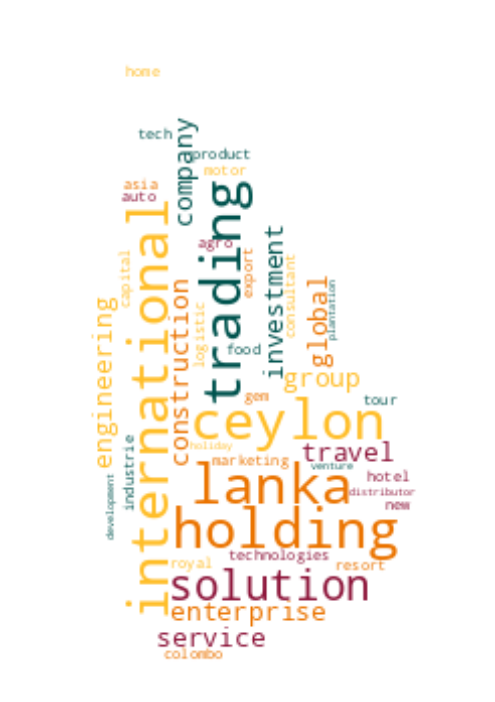 home
tech
company
product
motor
asia
auto
trading
international
agro
investment
capital
export
consultant
global
plantation
construction
engineering
logistic
food
group
gem
tour
ceylon
industrie
holiday
travel
marketing
venture
lanka
hotel
development
distributor
new
holding
technologies
royal
resort
solution
enterprise
service
colombo